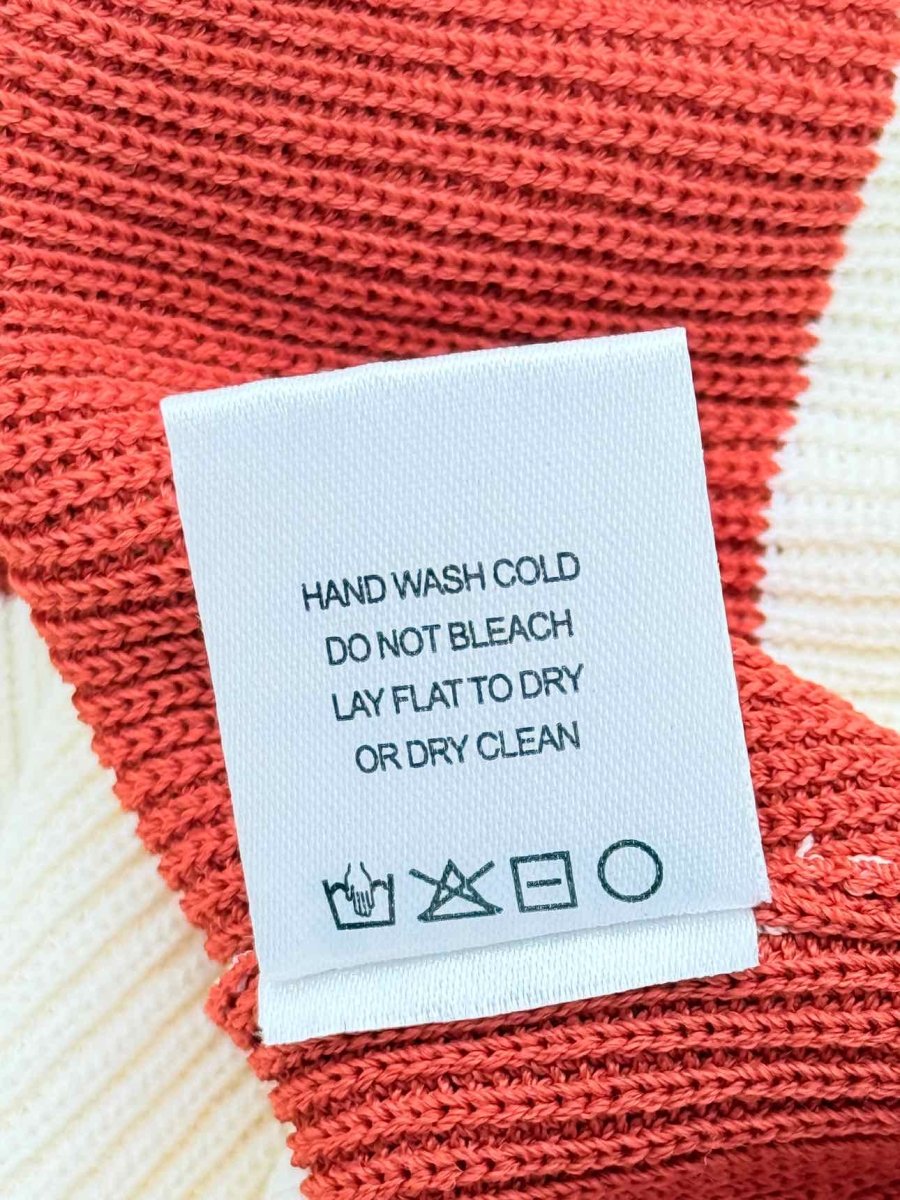 HAND WASH COLD
DO NOT BLEACH
LAY FLAT TO DRY
OR DRY CLEAN